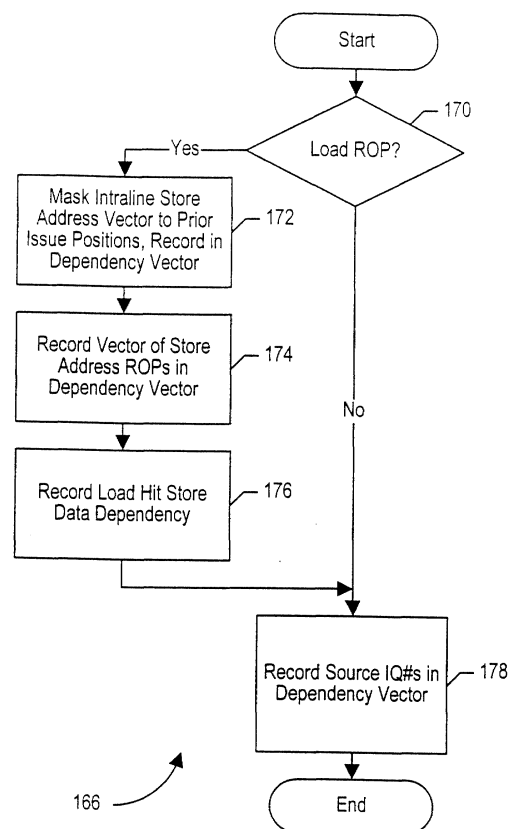 Start
170
Load ROP?
Yes
Mask Intraline Store
Address Vector to Prior
Issue Positions, Record in
Dependency Vector
172
Record Vector of Store
Address ROPs in
Dependency Vector
174
No
Record Load Hit Store
Data Dependency
176
Record Source IQ#s in
Dependency Vector
178
166
End